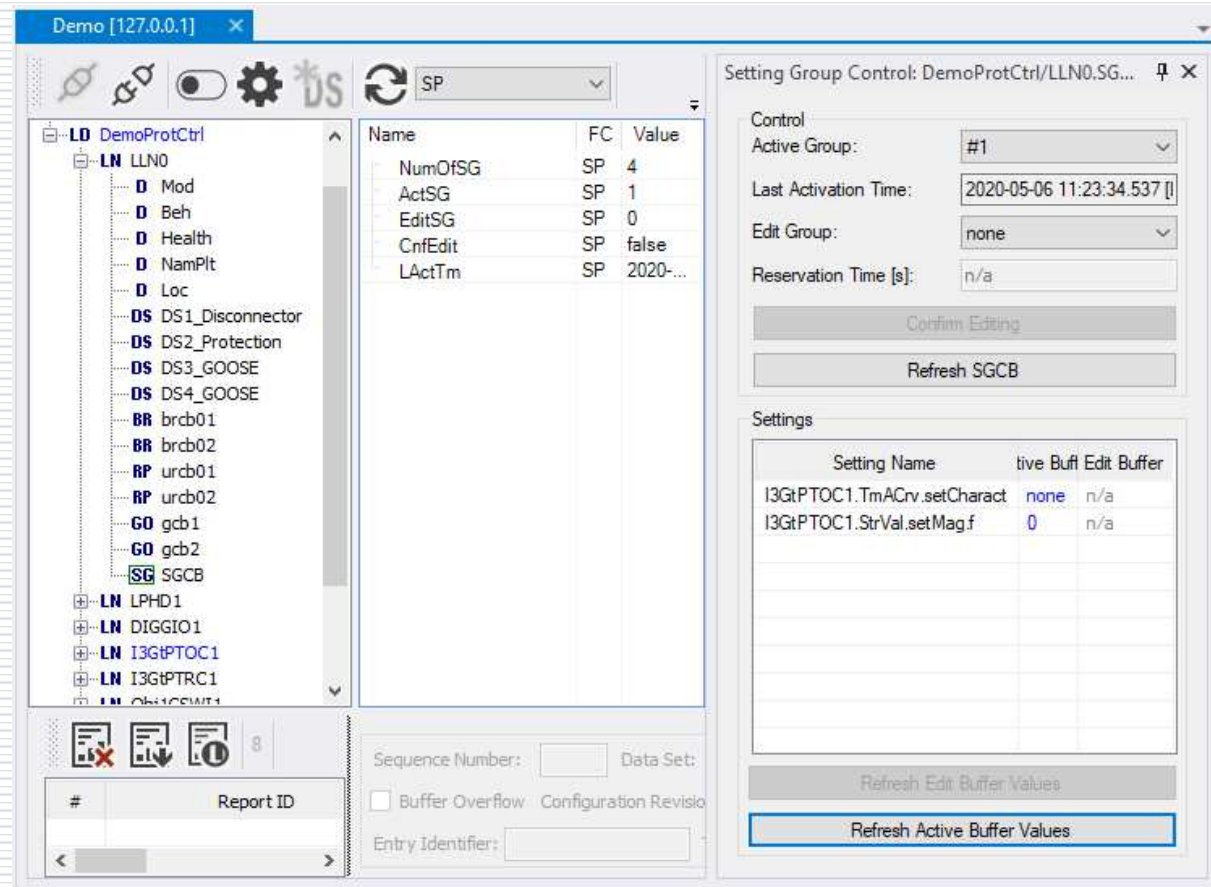 Demo [127.0.0.1] ×
DS SP
LD DemoProtCtrl
LN LLN0
D Mod
D Beh
D Health
D NamPlt
D Loc
DS DS1_Disconnector
DS DS2_Protection
DS DS3_GOOSE
DS DS4_GOOSE
BR brcb01
BR brcb02
RP urcb01
RP urcb02
GO gcb1
GO gcb2
SG SGCB
LN LPHD1
LN DIGGIO1
LN I3GtPTOC1
LN I3GtPTRC1
LN Obj1CSWI1
Name FC Value
NumOfSG SP 4
ActSG SP 1
EditSG SP 0
CnfEdit SP false
LActTm SP 2020-...
8
# Report ID
Sequence Number: Data Set:
Buffer Overflow Configuration Revisio
Entry Identifier:
Setting Group Control: DemoProtCtrl/LLN0.SG...
Control
Active Group: #1
Last Activation Time: 2020-05-06 11:23:34.537 [
Edit Group: none
Reservation Time [s]: n/a
Confirm Editing
Refresh SGCB
Settings
Setting Name tive Buff Edit Buffer
I3GtPTOC1.TmACrv.setCharact none n/a
I3GtPTOC1.StrVal.setMag.f 0 n/a
Refresh Edit Buffer Values
Refresh Active Buffer Values